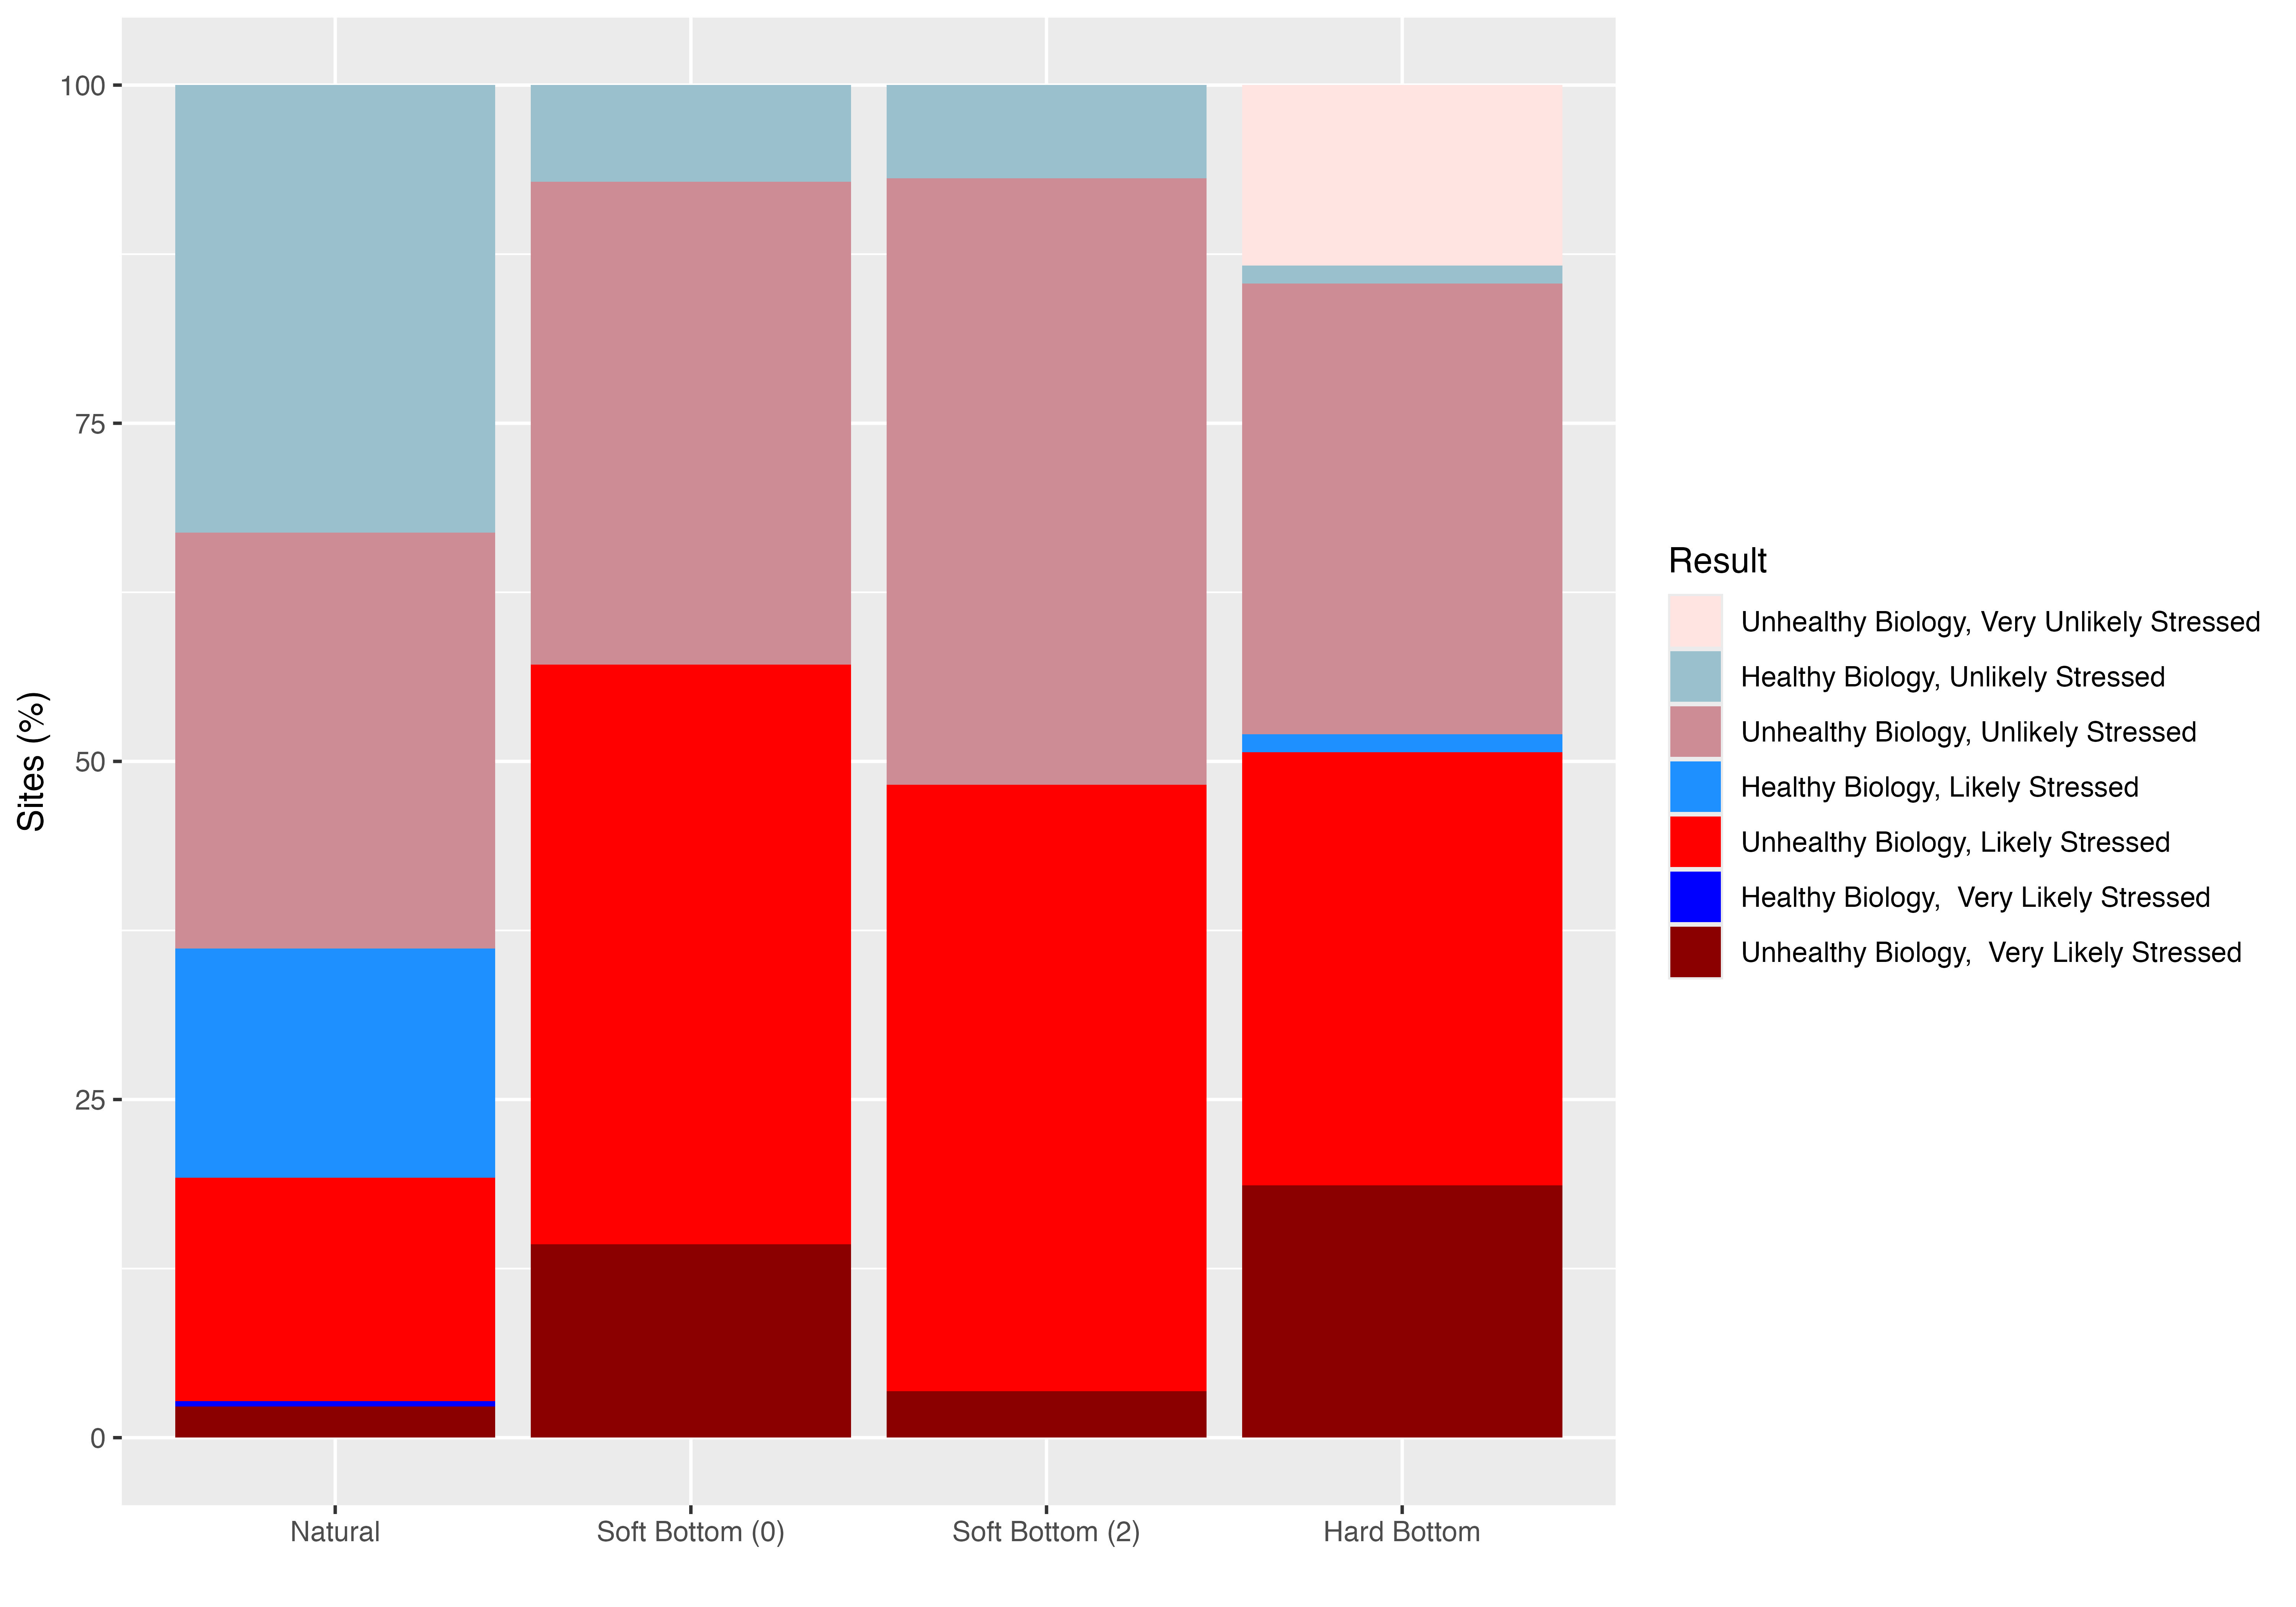 Sites (%)
100
75
50
25
0
Natural
Soft Bottom (0)
Soft Bottom (2)
Hard Bottom
Result
Unhealthy Biology, Very Unlikely Stressed
Healthy Biology, Unlikely Stressed
Unhealthy Biology, Unlikely Stressed
Healthy Biology, Likely Stressed
Unhealthy Biology, Likely Stressed
Healthy Biology,  Very Likely Stressed
Unhealthy Biology,  Very Likely Stressed